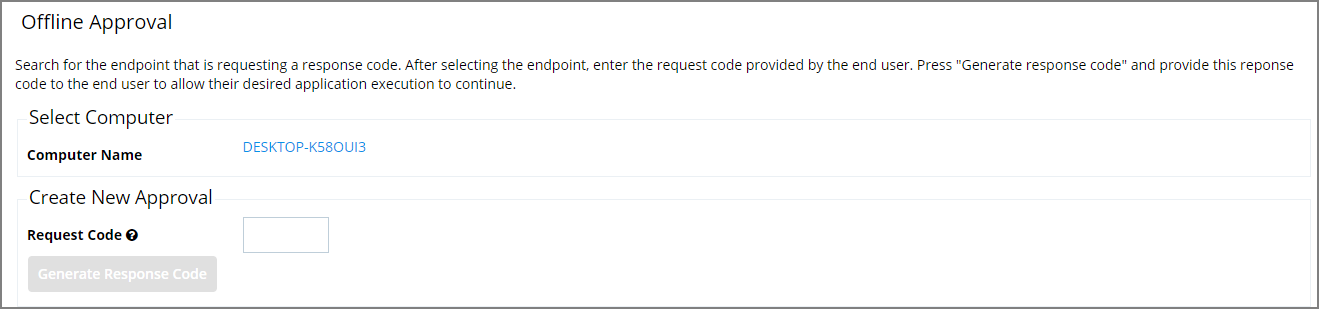 Offline Approval
Search for the endpoint that is requesting a response code. After selecting the endpoint, enter the request code provided by the end user. Press "Generate response code" and provide this reponse
code to the end user to allow their desired application execution to continue.
Select Computer
Computer Name DESKTOP-K58OUI3
Create New Approval
Request Code ?
Generate Response Code